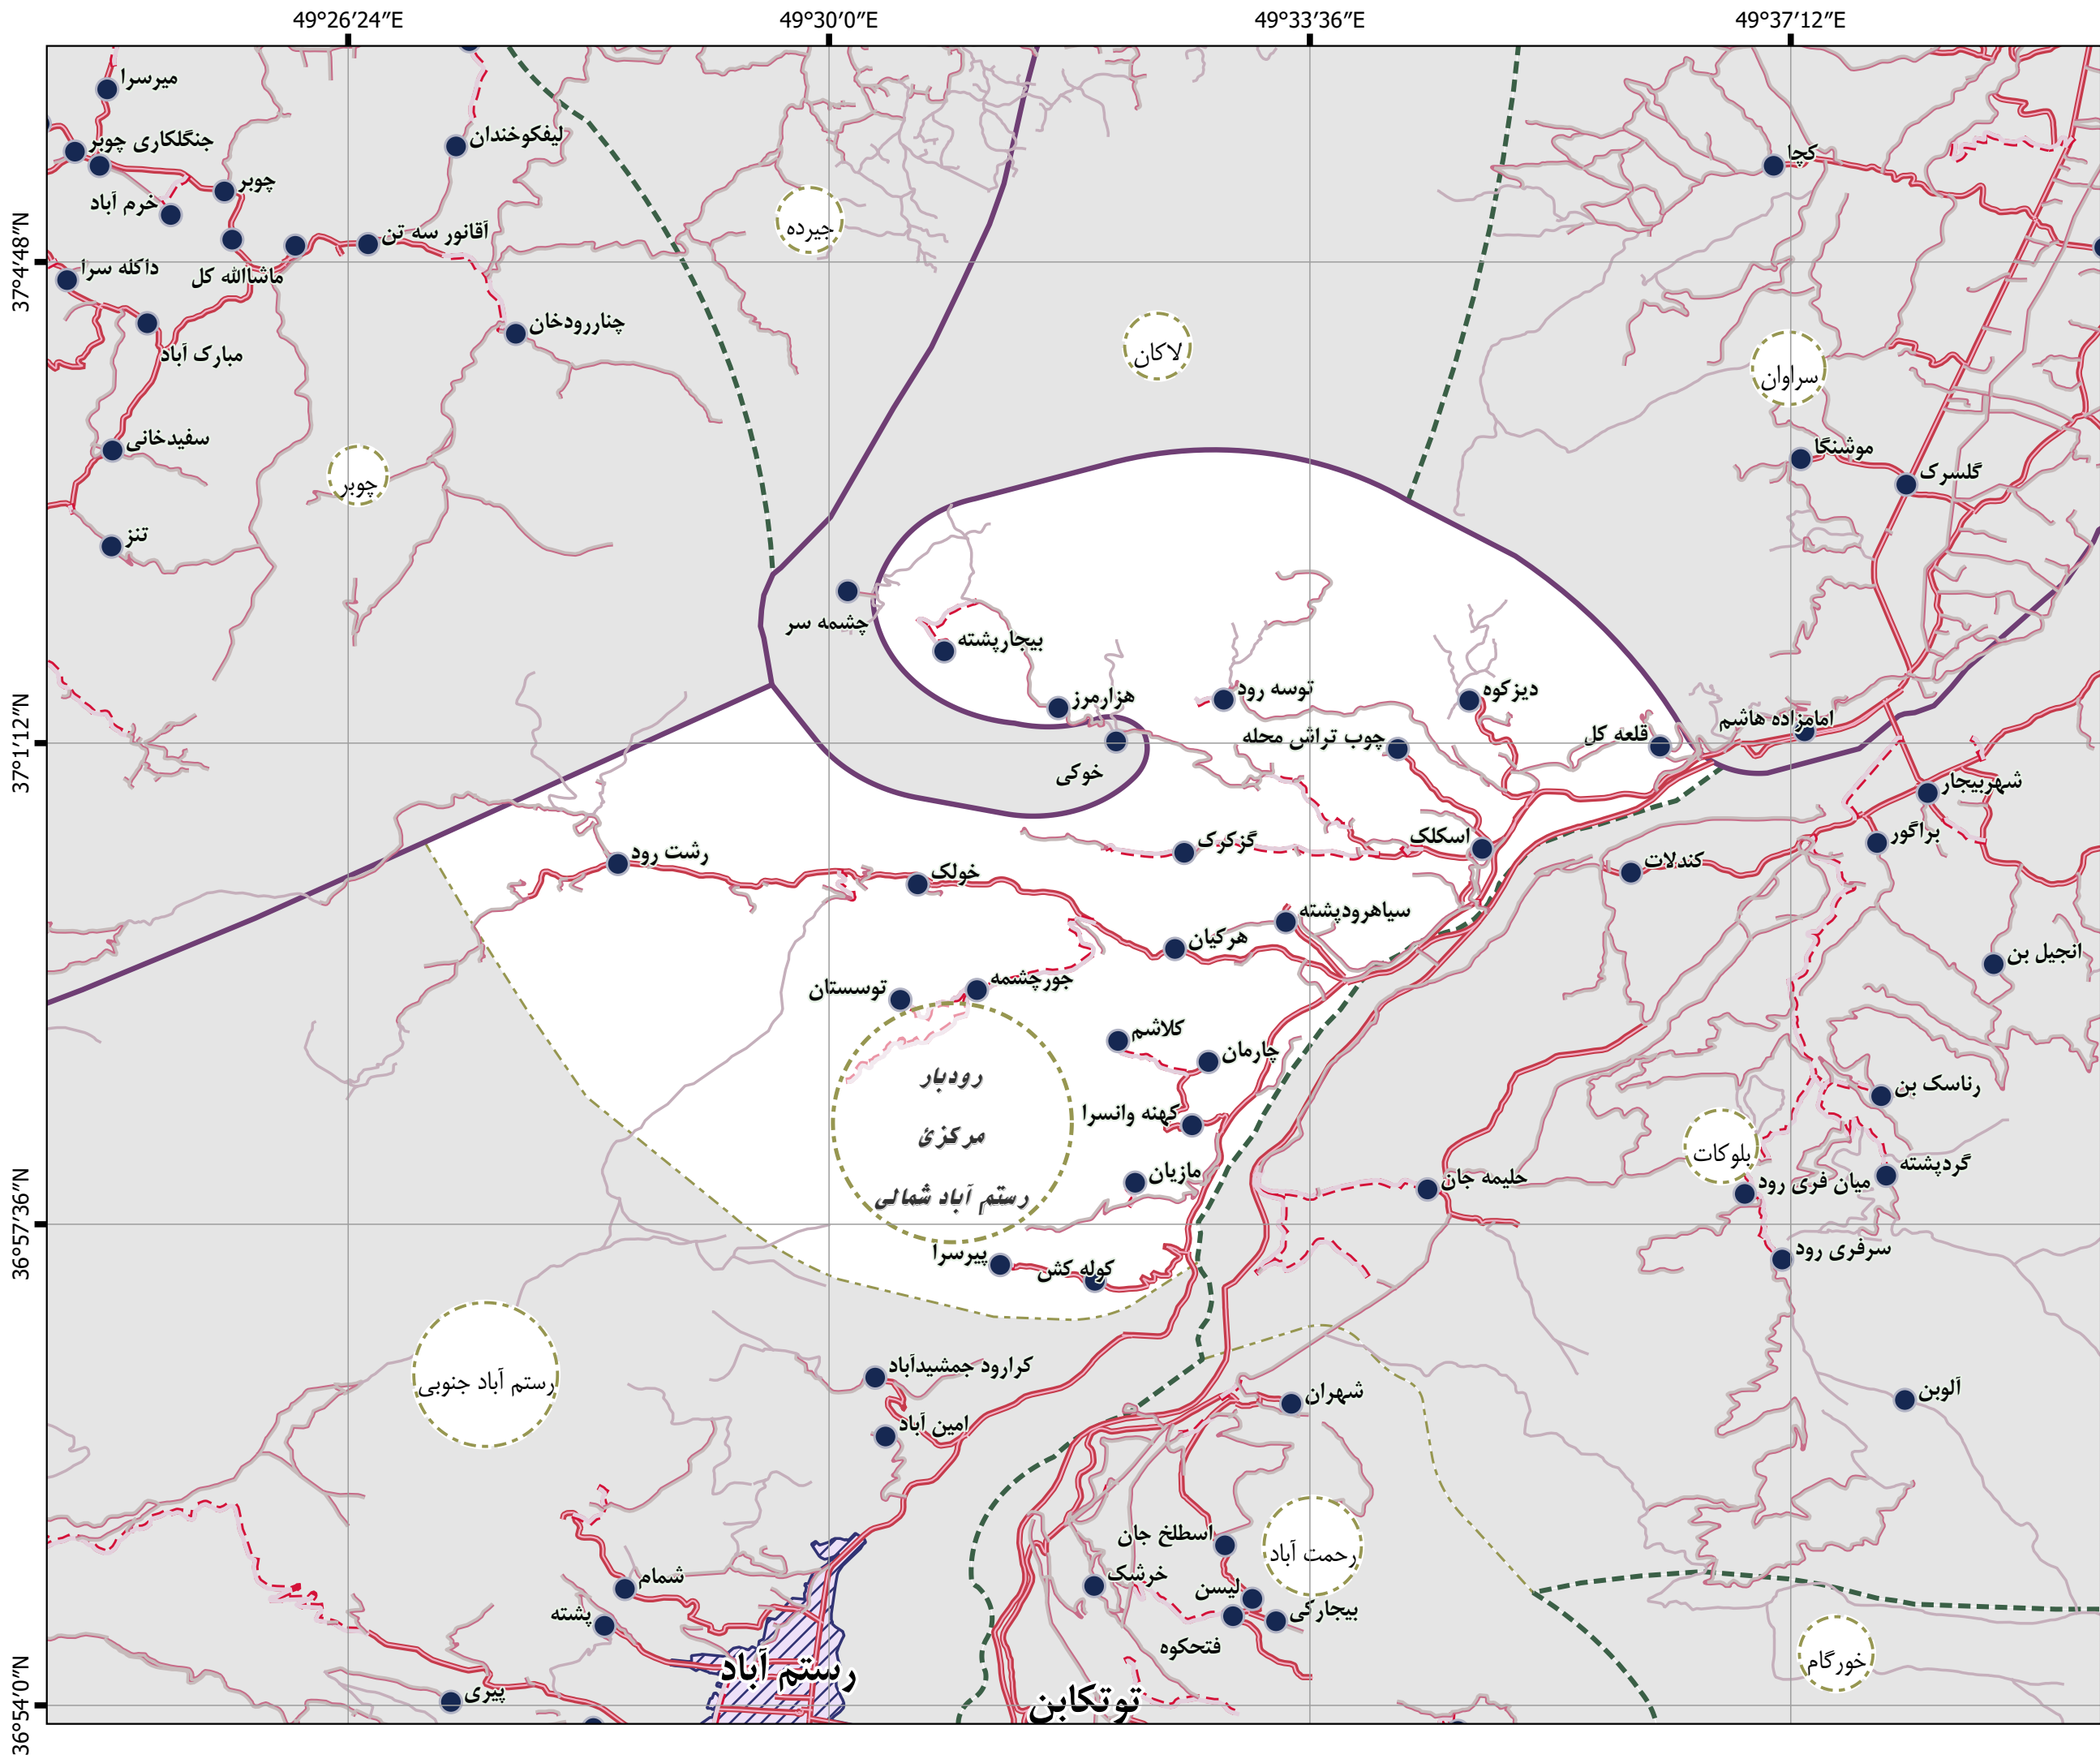 49°26'24"E
49°30'0"E
49°33'36"E
49°37'12"E
37°4'48"N
37°1'12"N
36°57'36"N
36°54'0"N
میرسرا
جنگلکاری چوبر
لیفکوخندان
کچا
چوبر
خرم آباد
جیرده
آقانور سه تن
داکله سرا
ماشاالله کل
چناررودخان
مبارک آباد
لاکان
سراوان
سفیدخانی
موشنگا
گلسرک
چوبر
تنز
چشمه سر
بیجارپشته
هزارمرز
توسه رود
دیزکوه
امامزاده هاشم
قلعه کل
چوب تراش محله
خوکی
شهربیجار
براگور
اسکلک
گزکرک
رشت رود
خولک
کندلات
سیاهرودپشته
هرکیان
انجیل بن
جورچشمه
توسستان
کلاشم
چارمان
رودبار
مرکزئ
رستم آباد شمالی
کهنه وانسرا
رناسک بن
بلوکات
گردپشته
مازیان
حلیمه جان
میان فری رود
سرفری رود
پیرسرا
کوله کش
رستم آباد جنوبی
کرارود جمشیدآباد
آلوبن
شهران
امین آباد
اسطلخ جان
رحمت آباد
خرشک
لیسن
بیجارکی
شمام
پشته
فتحکوه
خورگام
رستم آباد
پیری
توتکابن